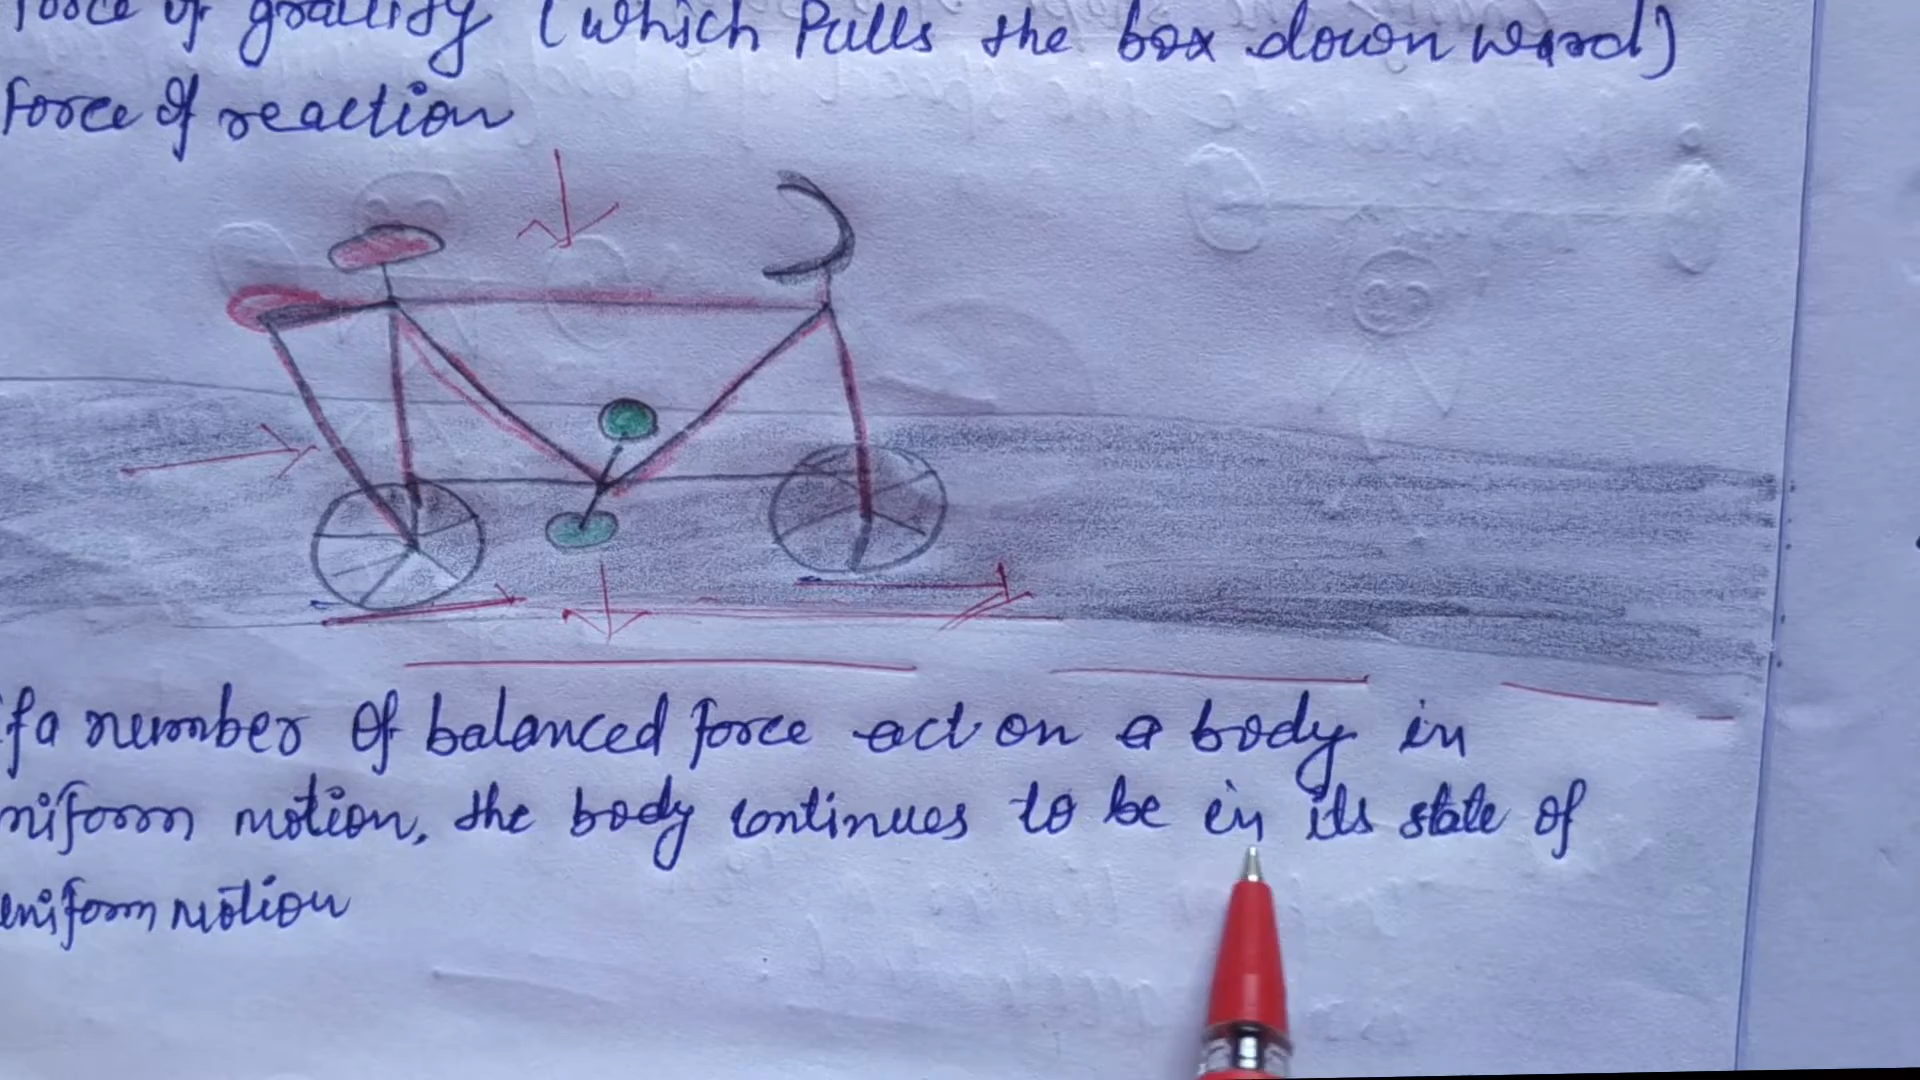 force of gravity (which Pulls the box down ward)
Force of reaction
If a number of balanced force act on a body in
niform motion, the body continues to be in its state of
uniform motion